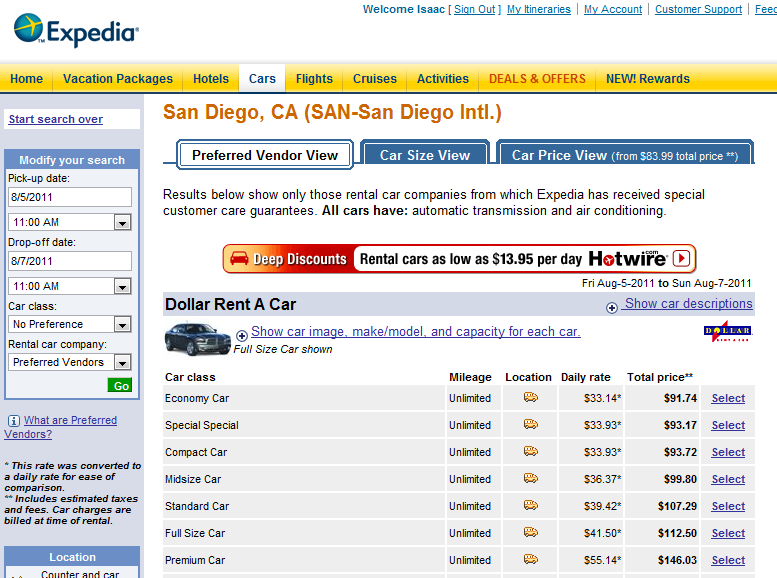 Welcome Isaac [ Sign Out ] My Itineraries | My Account | Customer Support | Feed
Expedia
Home Vacation Packages Hotels Cars Flights Cruises Activities DEALS & OFFERS NEW! Rewards
Start search over
Modify your search
Pick-up date:
8/5/2011
11:00 AM
Drop-off date:
8/7/2011
11:00 AM
Car class:
No Preference
Rental car company:
Preferred Vendors
Go
What are Preferred
Vendors?
* This rate was converted to
a daily rate for ease of
comparison.
** Includes estimated taxes
and fees. Car charges are
billed at time of rental.
Location
Counter and car
San Diego, CA (SAN-San Diego Intl.)
Preferred Vendor View Car Size View Car Price View (from $83.99 total price **)
Results below show only those rental car companies from which Expedia has received special
customer care guarantees. All cars have: automatic transmission and air conditioning.
Deep Discounts Rental cars as low as $13.95 per day Hotwire.com
Fri Aug-5-2011 to Sun Aug-7-2011
Dollar Rent A Car Show car descriptions
Show car image, make/model, and capacity for each car.
Full Size Car shown
DOLLAR
RENT A CAR
Car class Mileage Location Daily rate Total price**
Economy Car Unlimited $33.14* $91.74 Select
Special Special Unlimited $33.93* $93.17 Select
Compact Car Unlimited $33.93* $93.72 Select
Midsize Car Unlimited $36.37* $99.80 Select
Standard Car Unlimited $39.42* $107.29 Select
Full Size Car Unlimited $41.50* $112.50 Select
Premium Car Unlimited $55.14* $146.03 Select